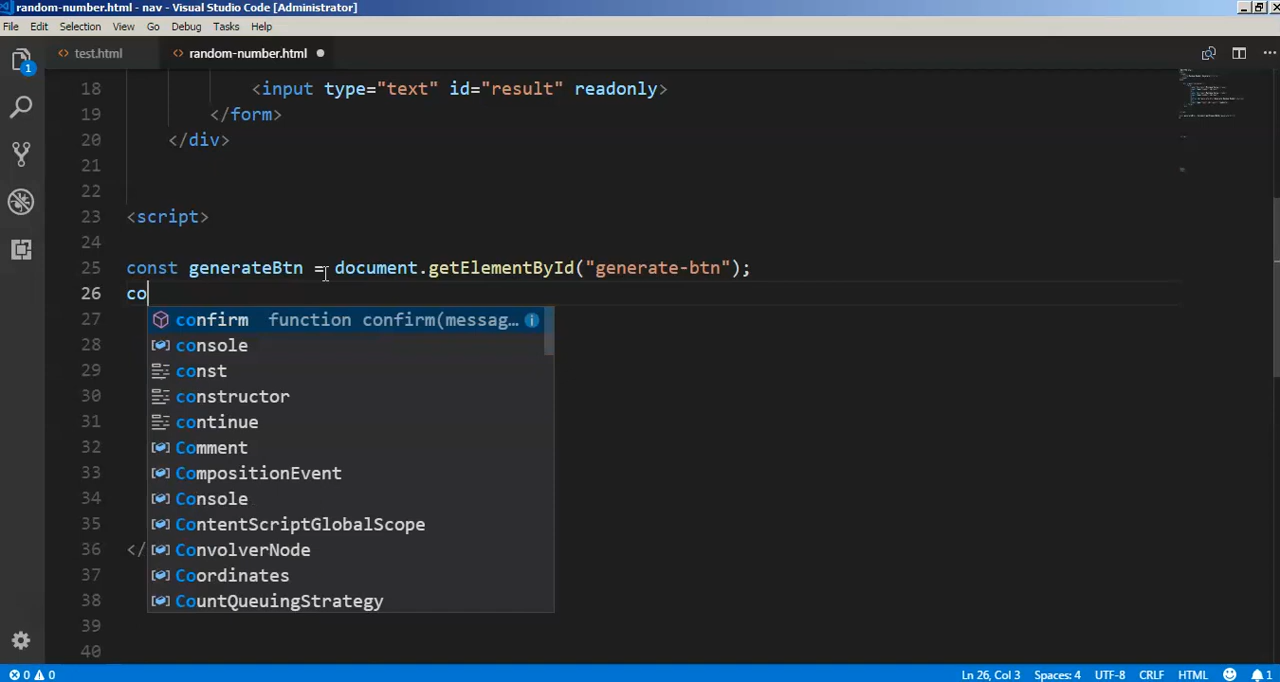 random-number.html - nav - Visual Studio Code [Administrator]
File Edit Selection View Go Debug Tasks Help
1 <> test.html <> random-number.html
18 <input type="text" id="result" readonly>
19 </form>
20 </div>
21
22
23 <script>
24
25 const generateBtn = document.getElementById("generate-btn");
26 co
27 confirm function confirm(messag…
28 console
29 const
30 constructor
31 continue
32 Comment
33 CompositionEvent
34 Console
35 ContentScriptGlobalScope
36 </ ConvolverNode
37 Coordinates
38 CountQueuingStrategy
39
40
0 0 Ln 26, Col 3 Spaces: 4 UTF-8 CRLF HTML 1